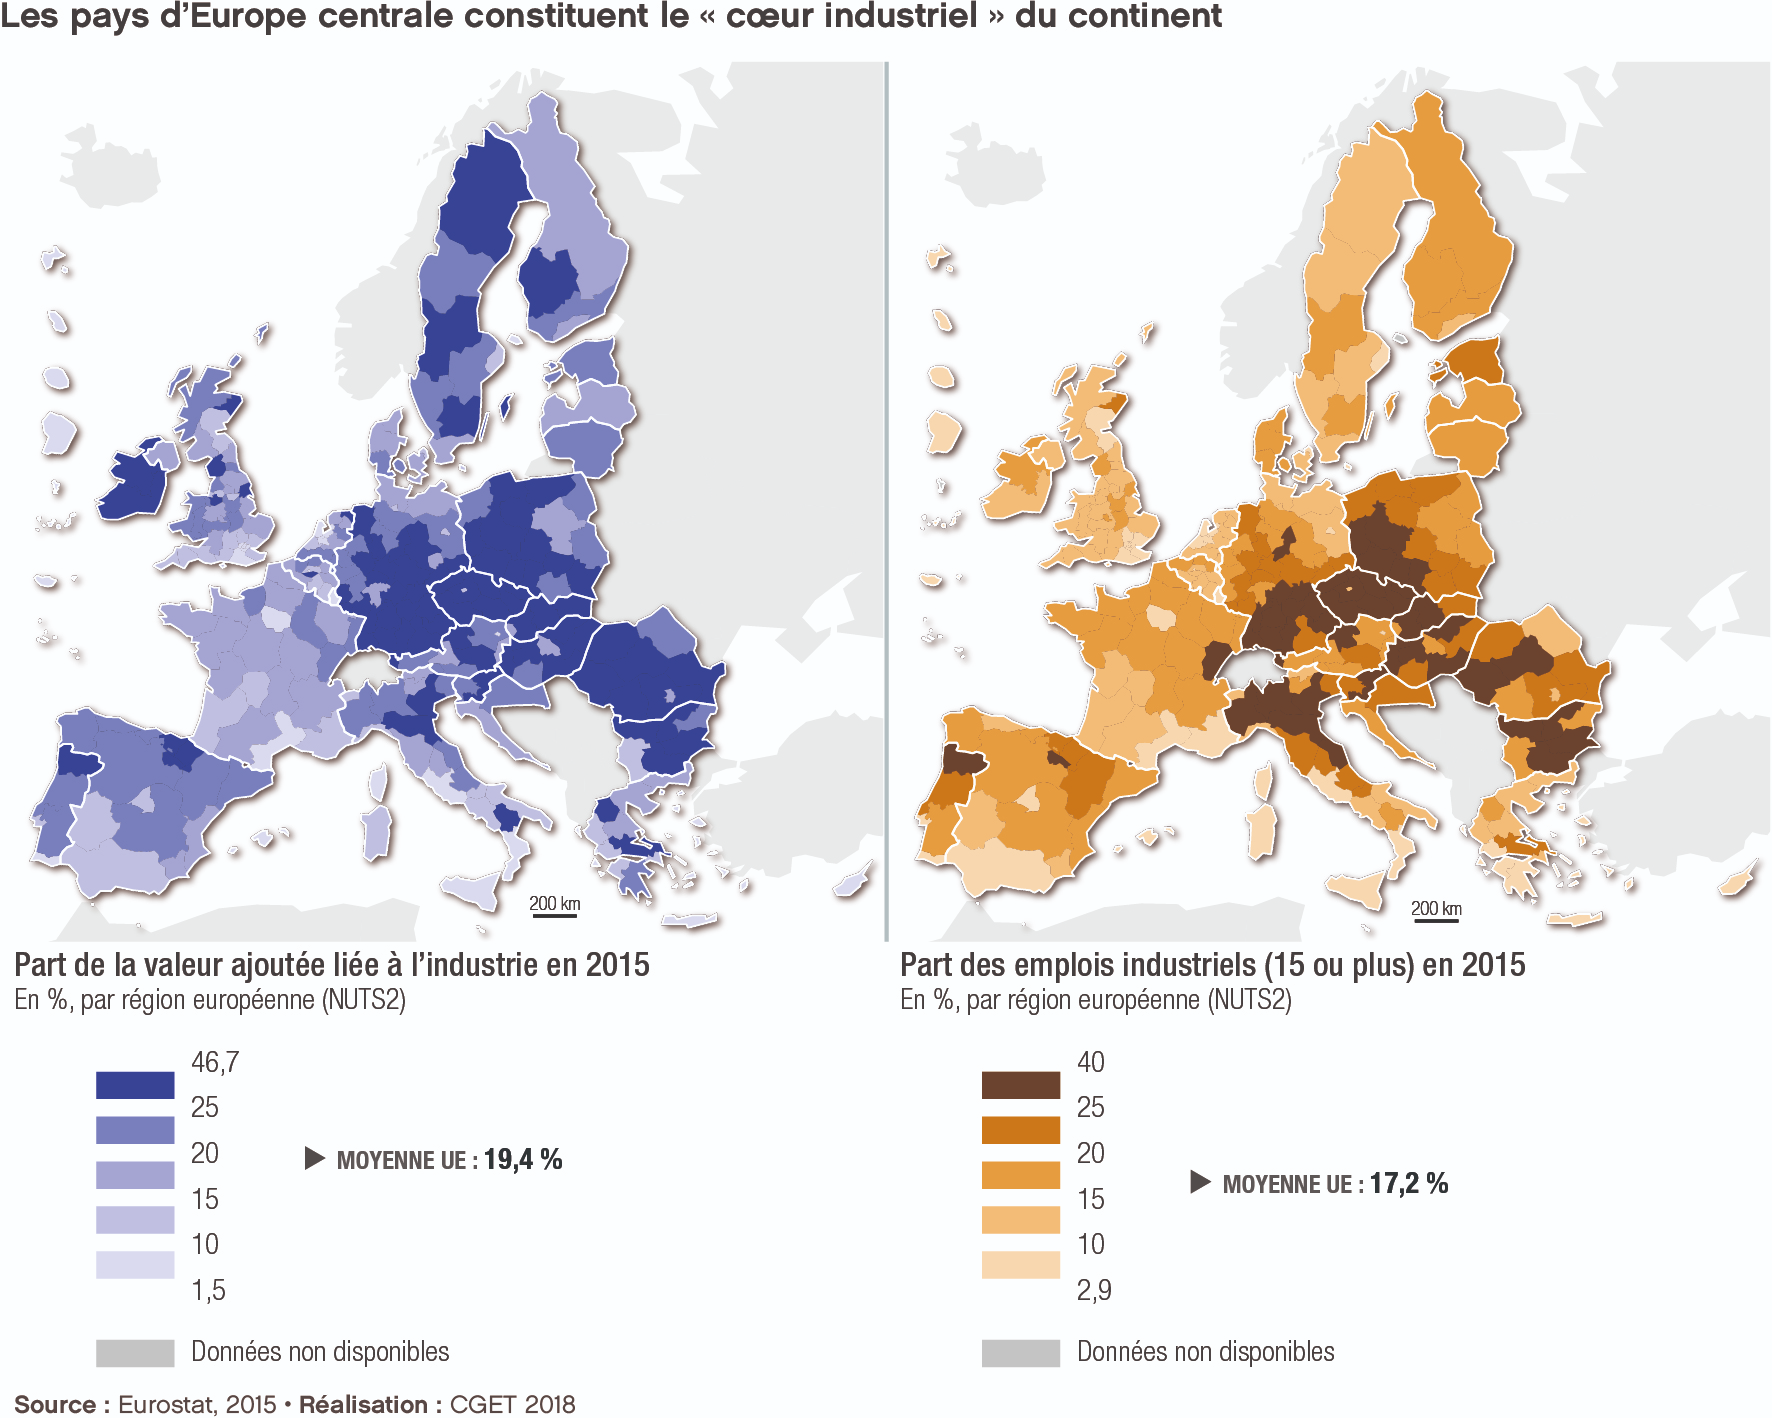 Les pays d’Europe centrale constituent le « cœur industriel » du continent
200 km
200 km
Part de la valeur ajoutée liée à l’industrie en 2015
En %, par région européenne (NUTS2)
46,7
25
20
15
10
1,5
MOYENNE UE : 19,4 %
Données non disponibles
Part des emplois industriels (15 ou plus) en 2015
En %, par région européenne (NUTS2)
40
25
20
15
10
2,9
MOYENNE UE : 17,2 %
Données non disponibles
Source : Eurostat, 2015 • Réalisation : CGET 2018